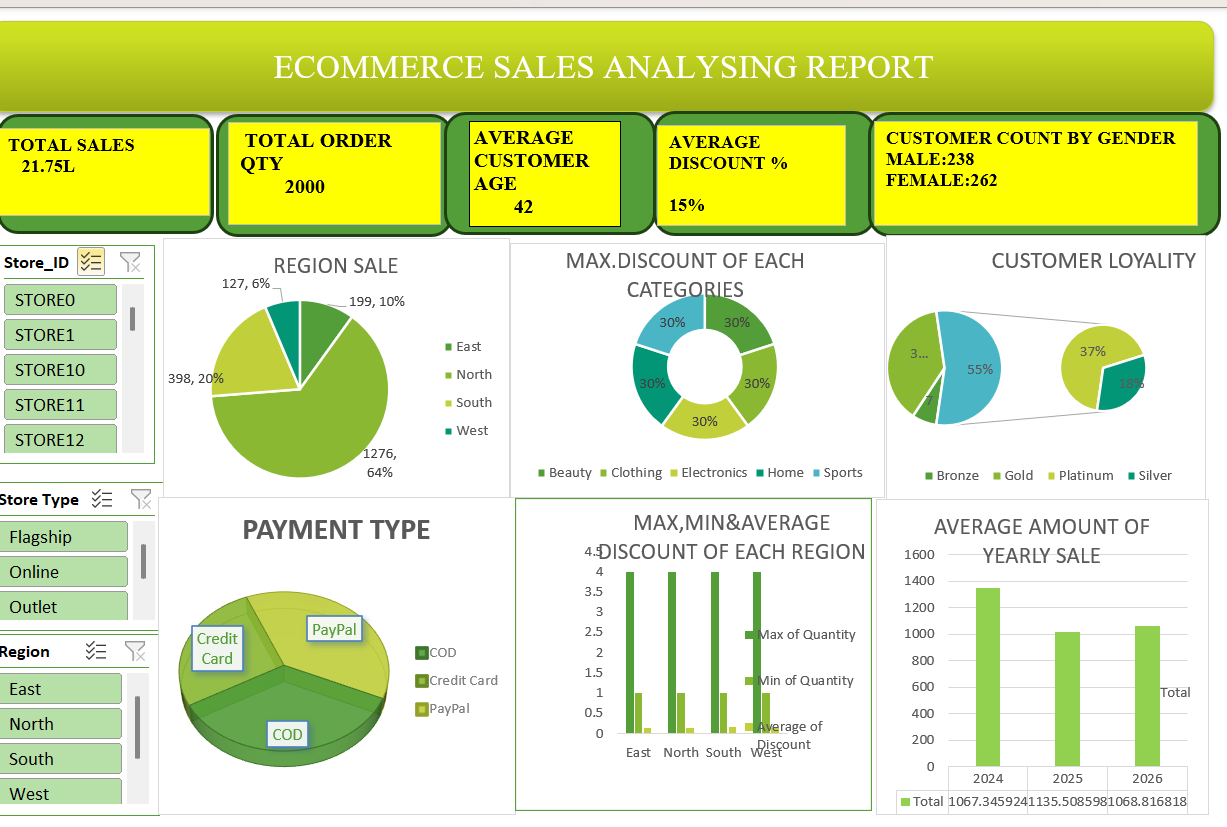 ECOMMERCE SALES ANALYSING REPORT
TOTAL SALES
21.75L
TOTAL ORDER
QTY
2000
AVERAGE
CUSTOMER
AGE
42
AVERAGE
DISCOUNT %
15%
CUSTOMER COUNT BY GENDER
MALE:238
FEMALE:262
Store_ID
STORE0
STORE1
STORE10
STORE11
STORE12
Store Type
Flagship
Online
Outlet
Region
East
North
South
West
REGION SALE
127, 6%
199, 10%
398, 20%
1276,
64%
East
North
South
West
MAX.DISCOUNT OF EACH
CATEGORIES
30%
30%
30%
30%
30%
Beauty Clothing Electronics Home Sports
CUSTOMER LOYALITY
3...
7
55%
37%
18%
Bronze Gold Platinum Silver
PAYMENT TYPE
Credit
Card
PayPal
COD
COD
Credit Card
PayPal
MAX,MIN&AVERAGE
DISCOUNT OF EACH REGION
4.5
4
3.5
3
2.5
2
1.5
1
0.5
0
East North South West
Max of Quantity
Min of Quantity
Average of
Discount
AVERAGE AMOUNT OF
YEARLY SALE
1600
1400
1200
1000
800
600
400
200
0
Total
2024 2025 2026
Total 1067.345924 1135.508598 1068.816818